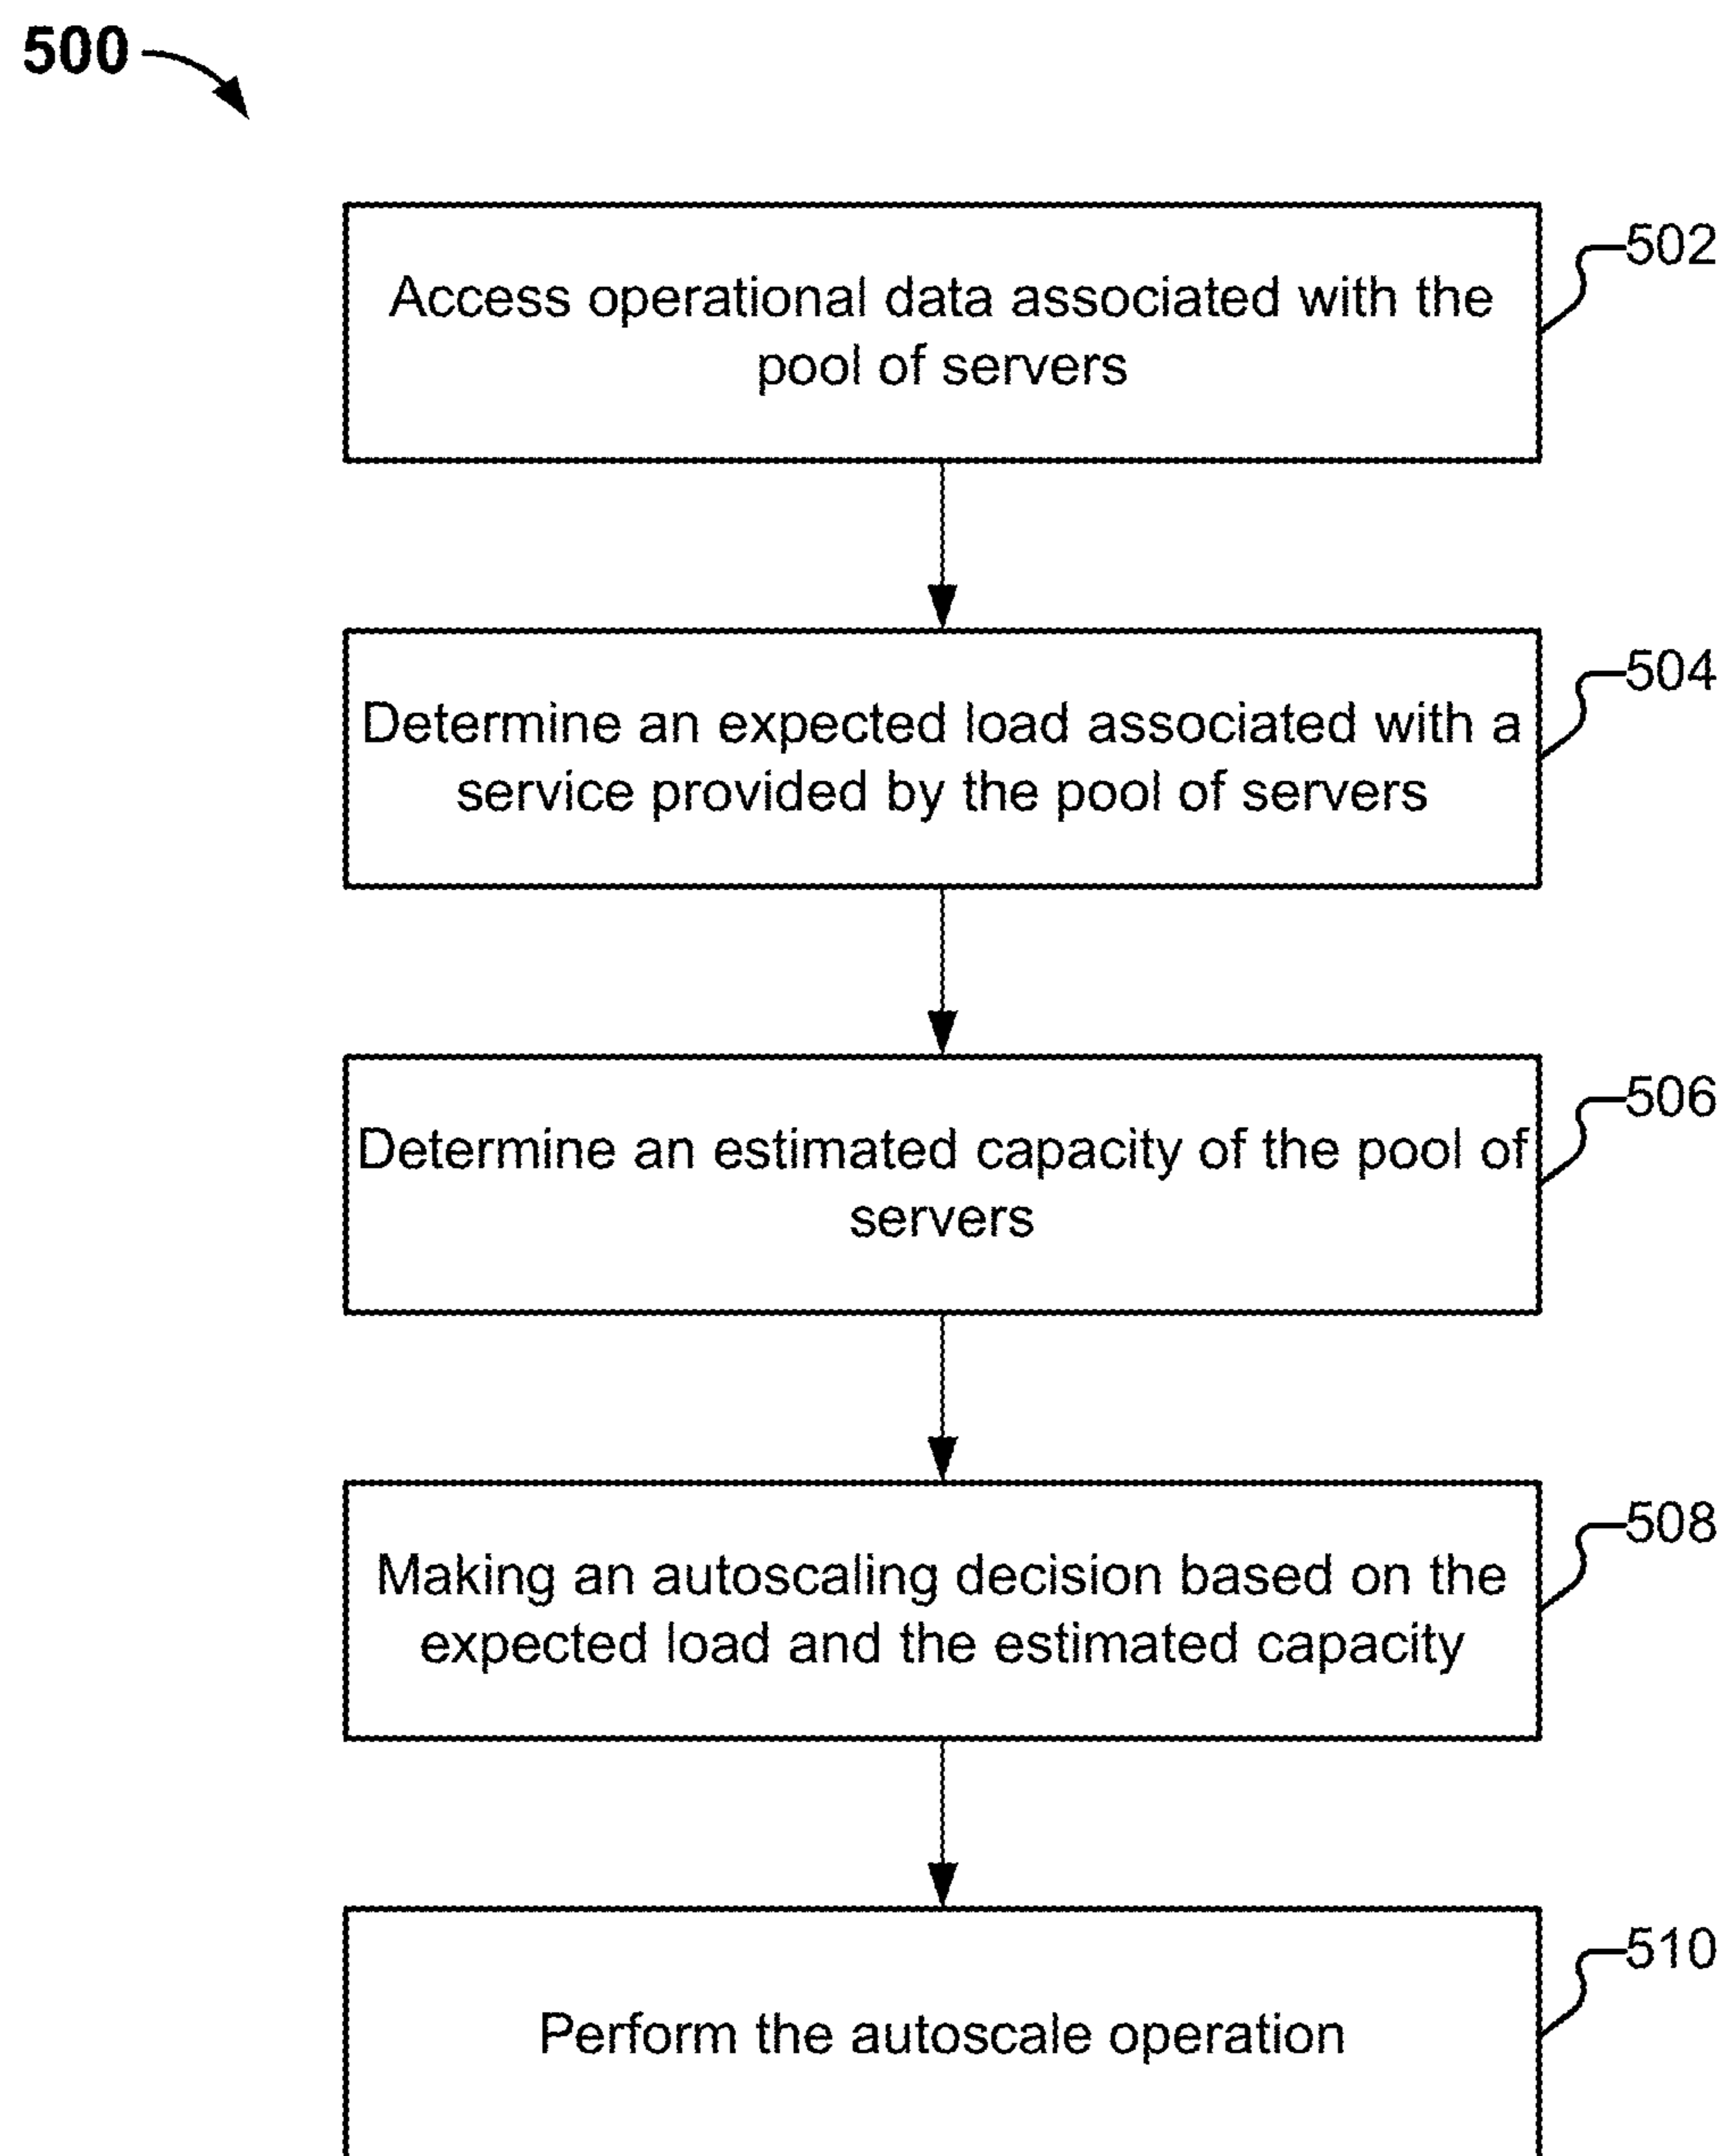 500
Access operational data associated with the
pool of servers
502
Determine an expected load associated with a
service provided by the pool of servers
504
Determine an estimated capacity of the pool of
servers
506
Making an autoscaling decision based on the
expected load and the estimated capacity
508
Perform the autoscale operation
510